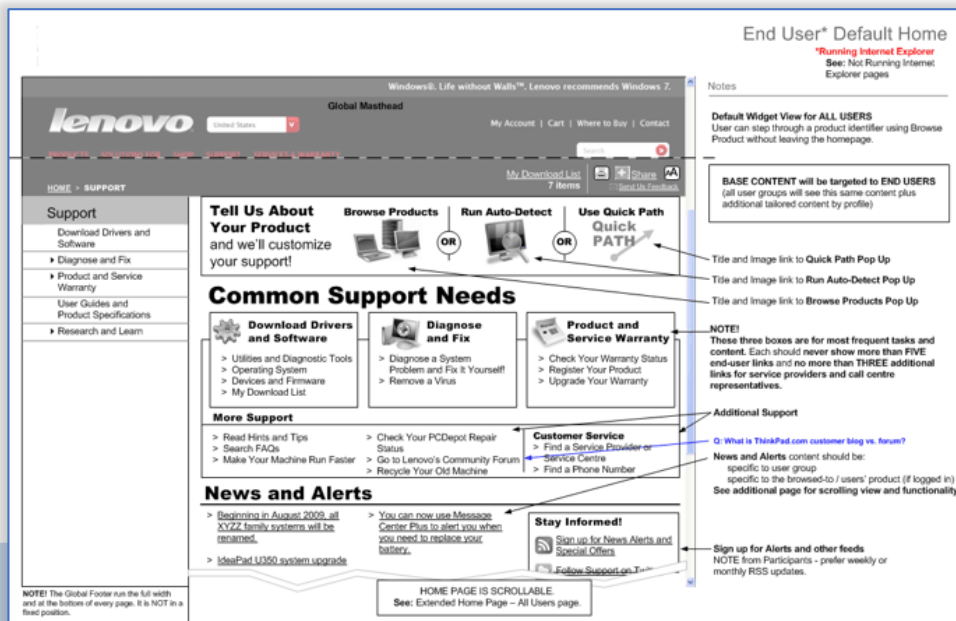 End User* Default Home
*Running Internet Explorer
See: Not Running Internet
Explorer pages
Notes
Windows®. Life without Walls™. Lenovo recommends Windows 7.
Global Masthead
lenovo
United States
My Account | Cart | Where to Buy | Contact
PRODUCTS
SUPPORT
Search
My Download List
7 items
Share
AA
Send Us Feedback
HOME > SUPPORT
Default Widget View for ALL USERS
User can step through a product identifier using Browse
Product without leaving the homepage.
BASE CONTENT will be targeted to END USERS
(all user groups will see this same content plus
additional tailored content by profile)
Support
Download Drivers and
Software
Diagnose and Fix
Product and Service
Warranty
User Guides and
Product Specifications
Research and Learn
Tell Us About
Your Product
and we'll customize
your support!
Browse Products
OR
Run Auto-Detect
OR
Use Quick Path
Quick
PATH
Title and Image link to Quick Path Pop Up
Title and Image link to Run Auto-Detect Pop Up
Title and Image link to Browse Products Pop Up
Common Support Needs
Download Drivers
and Software
> Utilities and Diagnostic Tools
> Operating System
> Devices and Firmware
> My Download List
Diagnose
and Fix
> Diagnose a System
Problem and Fix It Yourself!
> Remove a Virus
Product and
Service Warranty
> Check Your Warranty Status
> Register Your Product
> Upgrade Your Warranty
NOTE!
These three boxes are for most frequent tasks and
content. Each should never show more than FIVE
end-user links and no more than THREE additional
links for service providers and call centre
representatives.
More Support
> Read Hints and Tips
> Search FAQs
> Make Your Machine Run Faster
> Check Your PCDepot Repair
Status
> Go to Lenovo's Community Forum
> Recycle Your Old Machine
Customer Service
> Find a Service Provider or
Service Centre
> Find a Phone Number
Additional Support
Q: What is ThinkPad.com customer blog vs. forum?
News and Alerts content should be:
specific to user group
specific to the browsed-to / users' product (if logged in)
See additional page for scrolling view and functionality
News and Alerts
> Beginning in August 2009, all
XYZZ family systems will be
renamed.
> IdeaPad U350 system upgrade
> You can now use Message
Center Plus to alert you when
you need to replace your
battery.
Stay Informed!
Sign up for News Alerts and
Special Offers
Follow Support on
Sign up for Alerts and other feeds
NOTE from Participants - prefer weekly or
monthly RSS updates.
NOTE! The Global Footer run the full width
and at the bottom of every page. It is NOT in a
fixed position.
HOME PAGE IS SCROLLABLE.
See: Extended Home Page – All Users page.